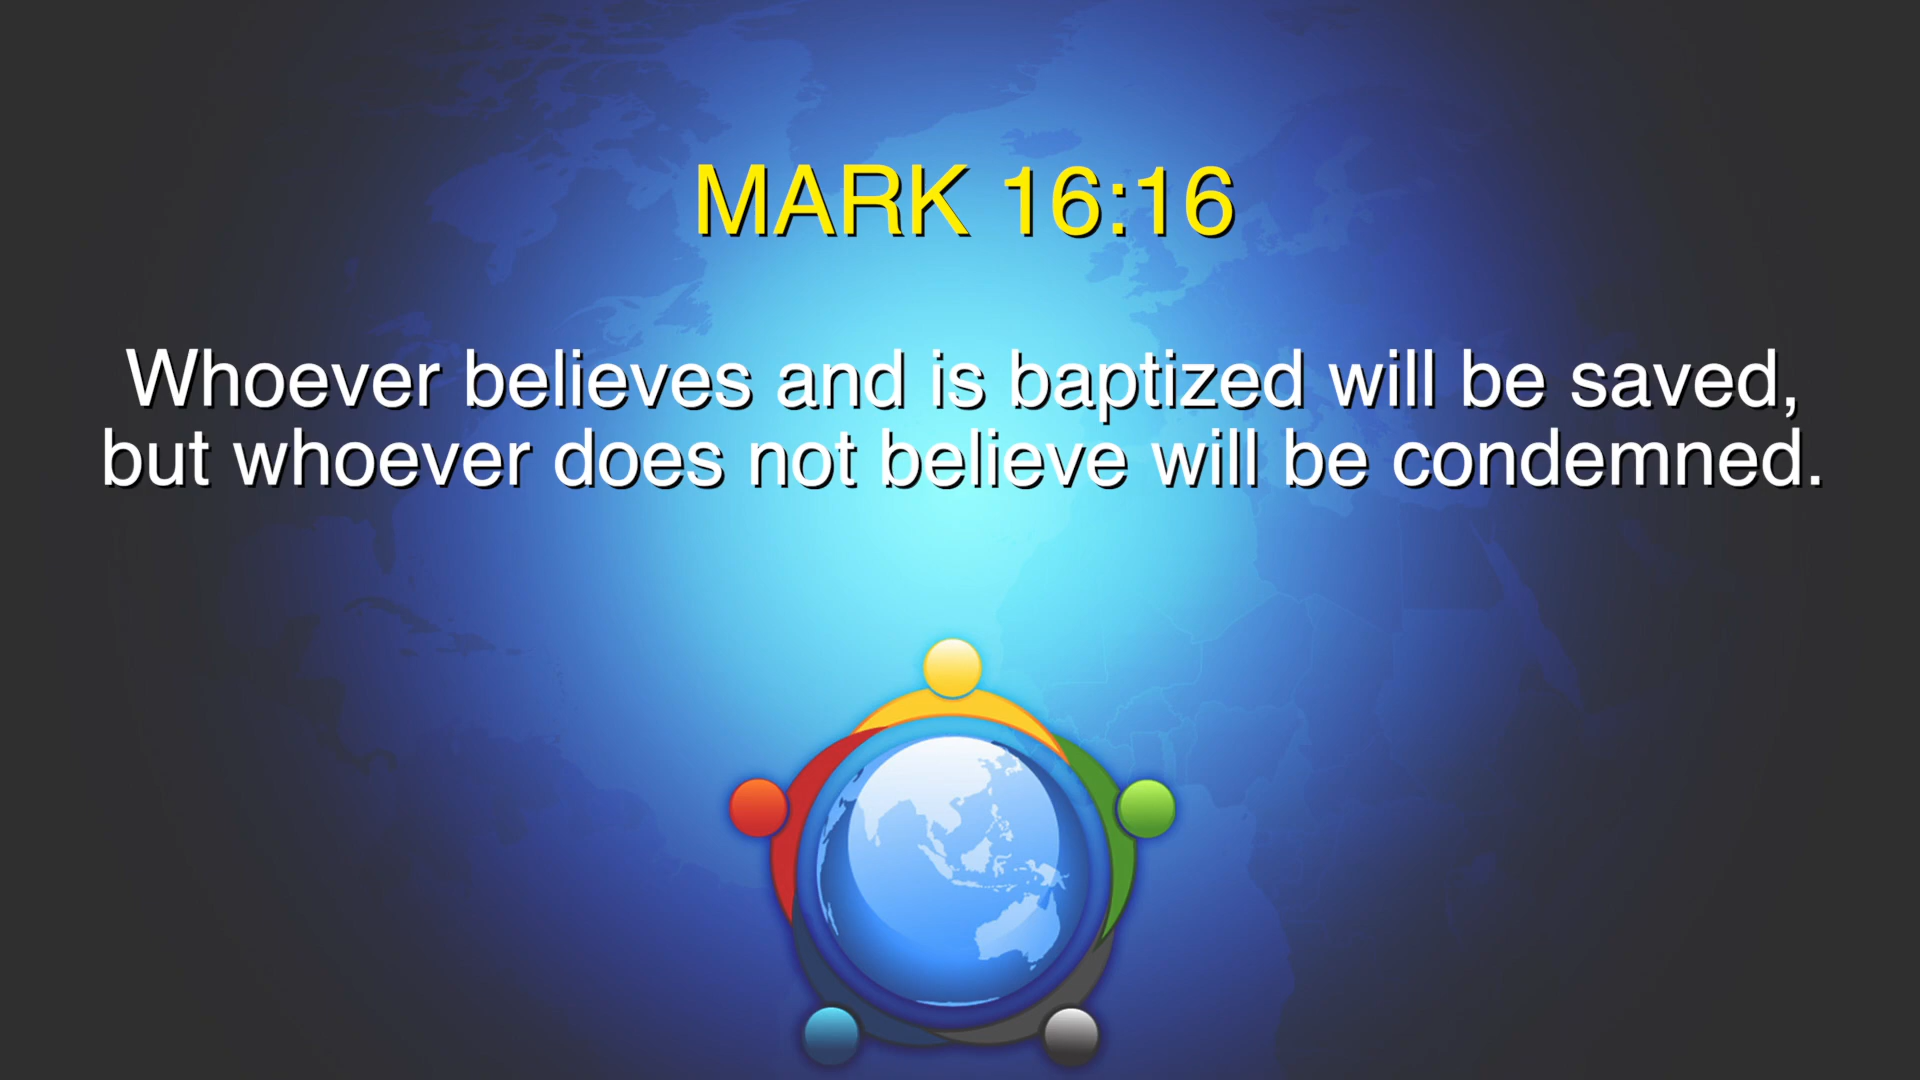 MARK 16:16
Whoever believes and is baptized will be saved,
but whoever does not believe will be condemned.